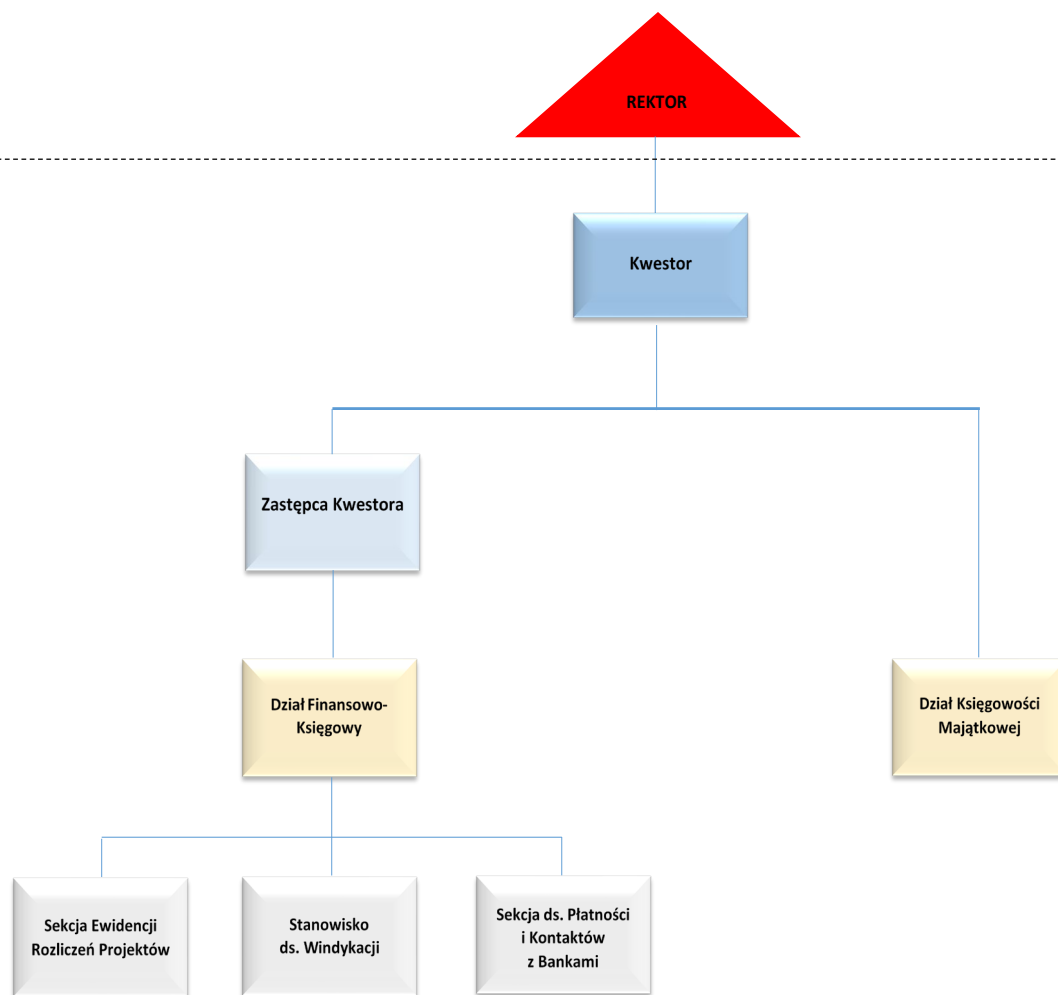 REKTOR
Kwestor
Zastępca Kwestora
Dział Finansowo-
Księgowy
Dział Księgowości
Majątkowej
Sekcja Ewidencji
Rozliczeń Projektów
Stanowisko
ds. Windykacji
Sekcja ds. Płatności
i Kontaktów
z Bankami